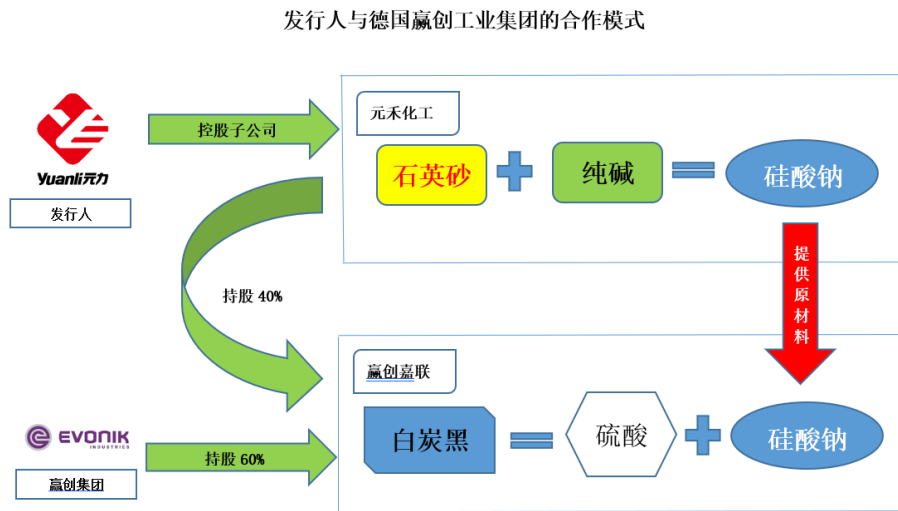 发行人与德国赢创工业集团的合作模式
Yuanli元力
发行人
控股子公司
元禾化工
石英砂
纯碱
硅酸钠
提供原材料
持股 40%
赢创嘉联
白炭黑
硫酸
硅酸钠
EVONIK
INDUSTRIES
赢创集团
持股 60%